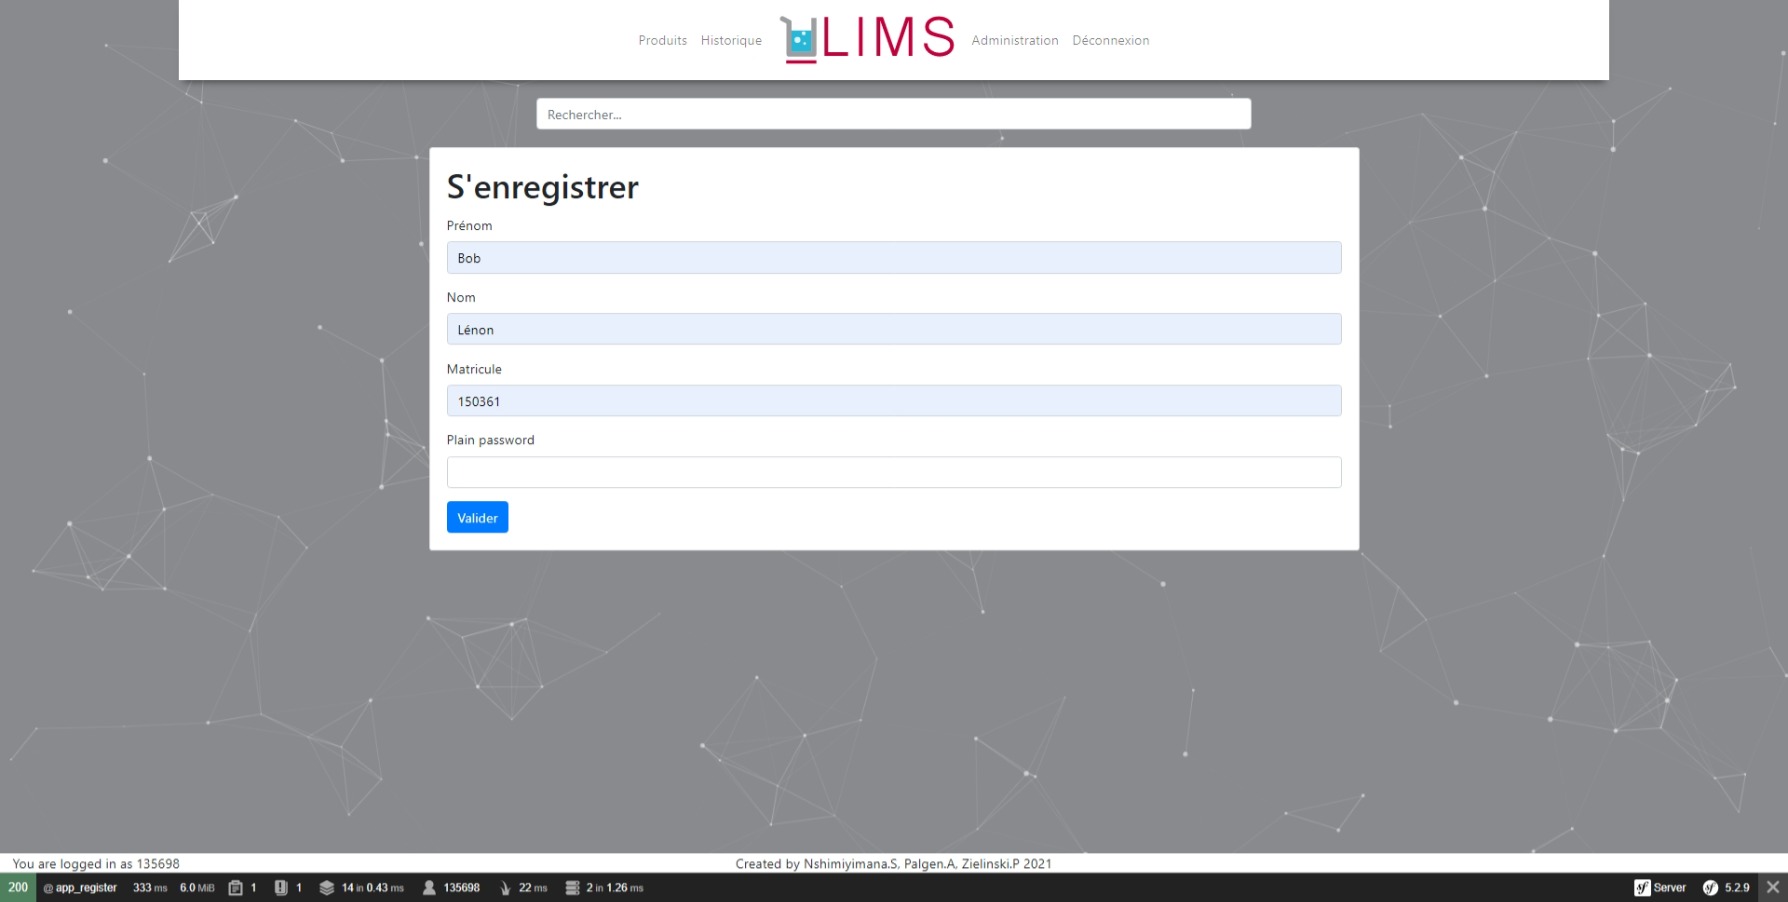 Produits Historique LIMS Administration Déconnexion
Rechercher...
S'enregistrer
Prénom
Bob
Nom
Lénon
Matricule
150361
Plain password
Valider
You are logged in as 135698 Created by Nshimiyimana.S, Palgen.A, Zielinski.P 2021
200 @ app_register 333 ms 6.0 MiB 1 1 14 in 0.43 ms 135698 22 ms 2 in 1.26 ms sf Server sf 5.2.9